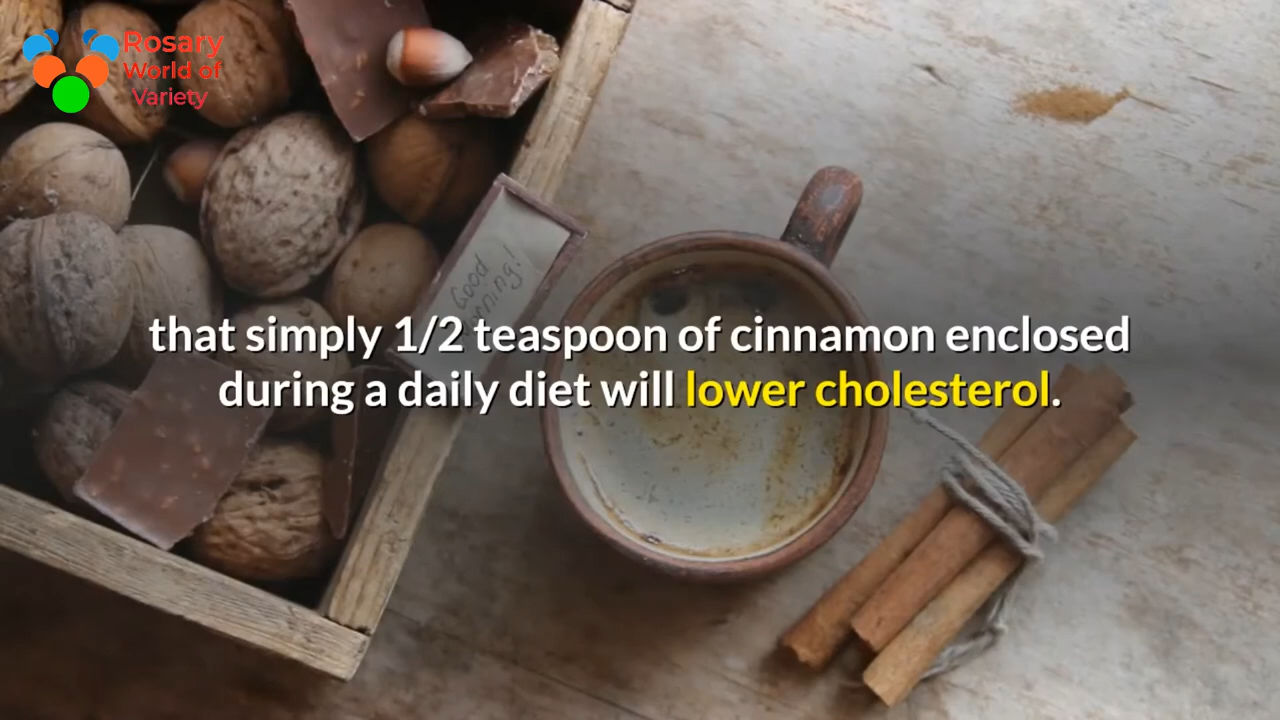 Rosary
World of
Variety
Good
that simply 1/2 teaspoon of cinnamon enclosed
during a daily diet will lower cholesterol.